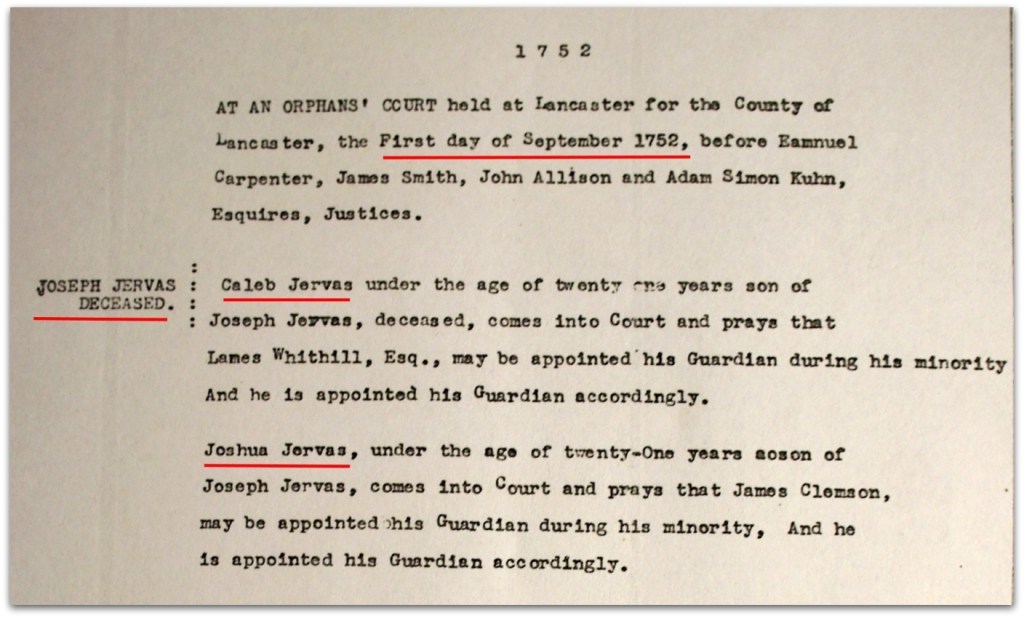 1752
AT AN ORPHANS' COURT held at Lancaster for the County of
Lancaster, the First day of September 1752, before Eamnuel
Carpenter, James Smith, John Allison and Adam Simon Kuhn,
Esquires, Justices.
:
JOSEPH JERVAS : Caleb Jervas under the age of twenty one years son of
DECEASED. :
: Joseph Jervas, deceased, comes into Court and prays that
Lames Whithill, Esq., may be appointed his Guardian during his minority
And he is appointed his Guardian accordingly.
Joshua Jervas, under the age of twenty-One years aoson of
Joseph Jervas, comes into Court and prays that James Clemson,
may be appointed his Guardian during his minority, And he
is appointed his Guardian accordingly.